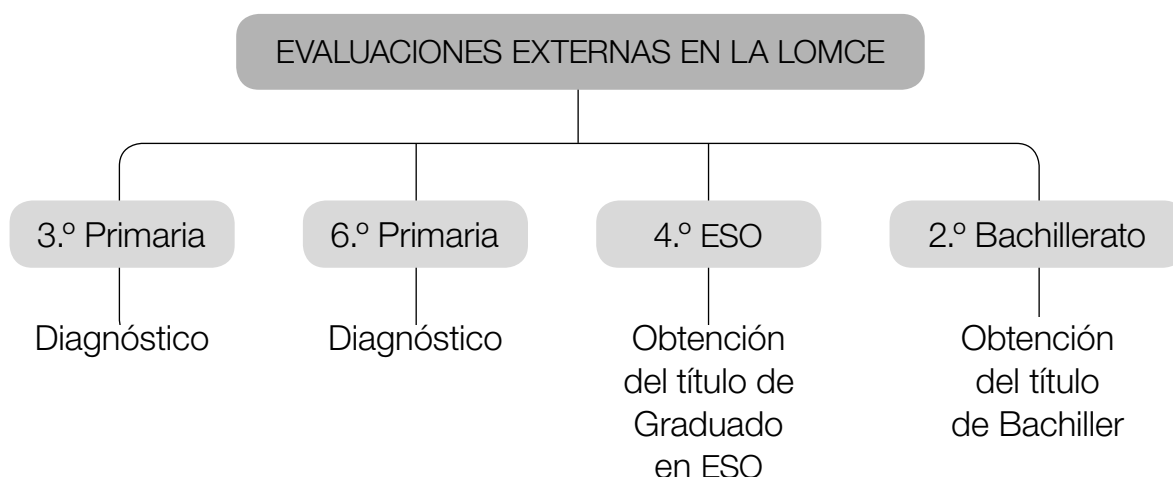 EVALUACIONES EXTERNAS EN LA LOMCE
3.º Primaria
6.º Primaria
4.º ESO
2.º Bachillerato
Diagnóstico
Diagnóstico
Obtención
del título de
Graduado
en ESO
Obtención
del título
de Bachiller